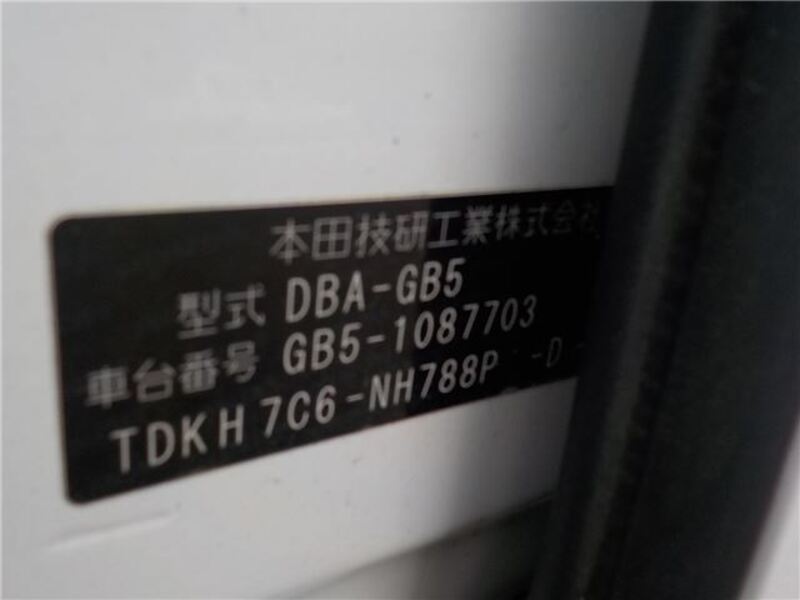 本田技研工業株式会社
型式 DBA-GB5
車台番号 GB5-1087703
TDKH 7C6-NH788P -D-